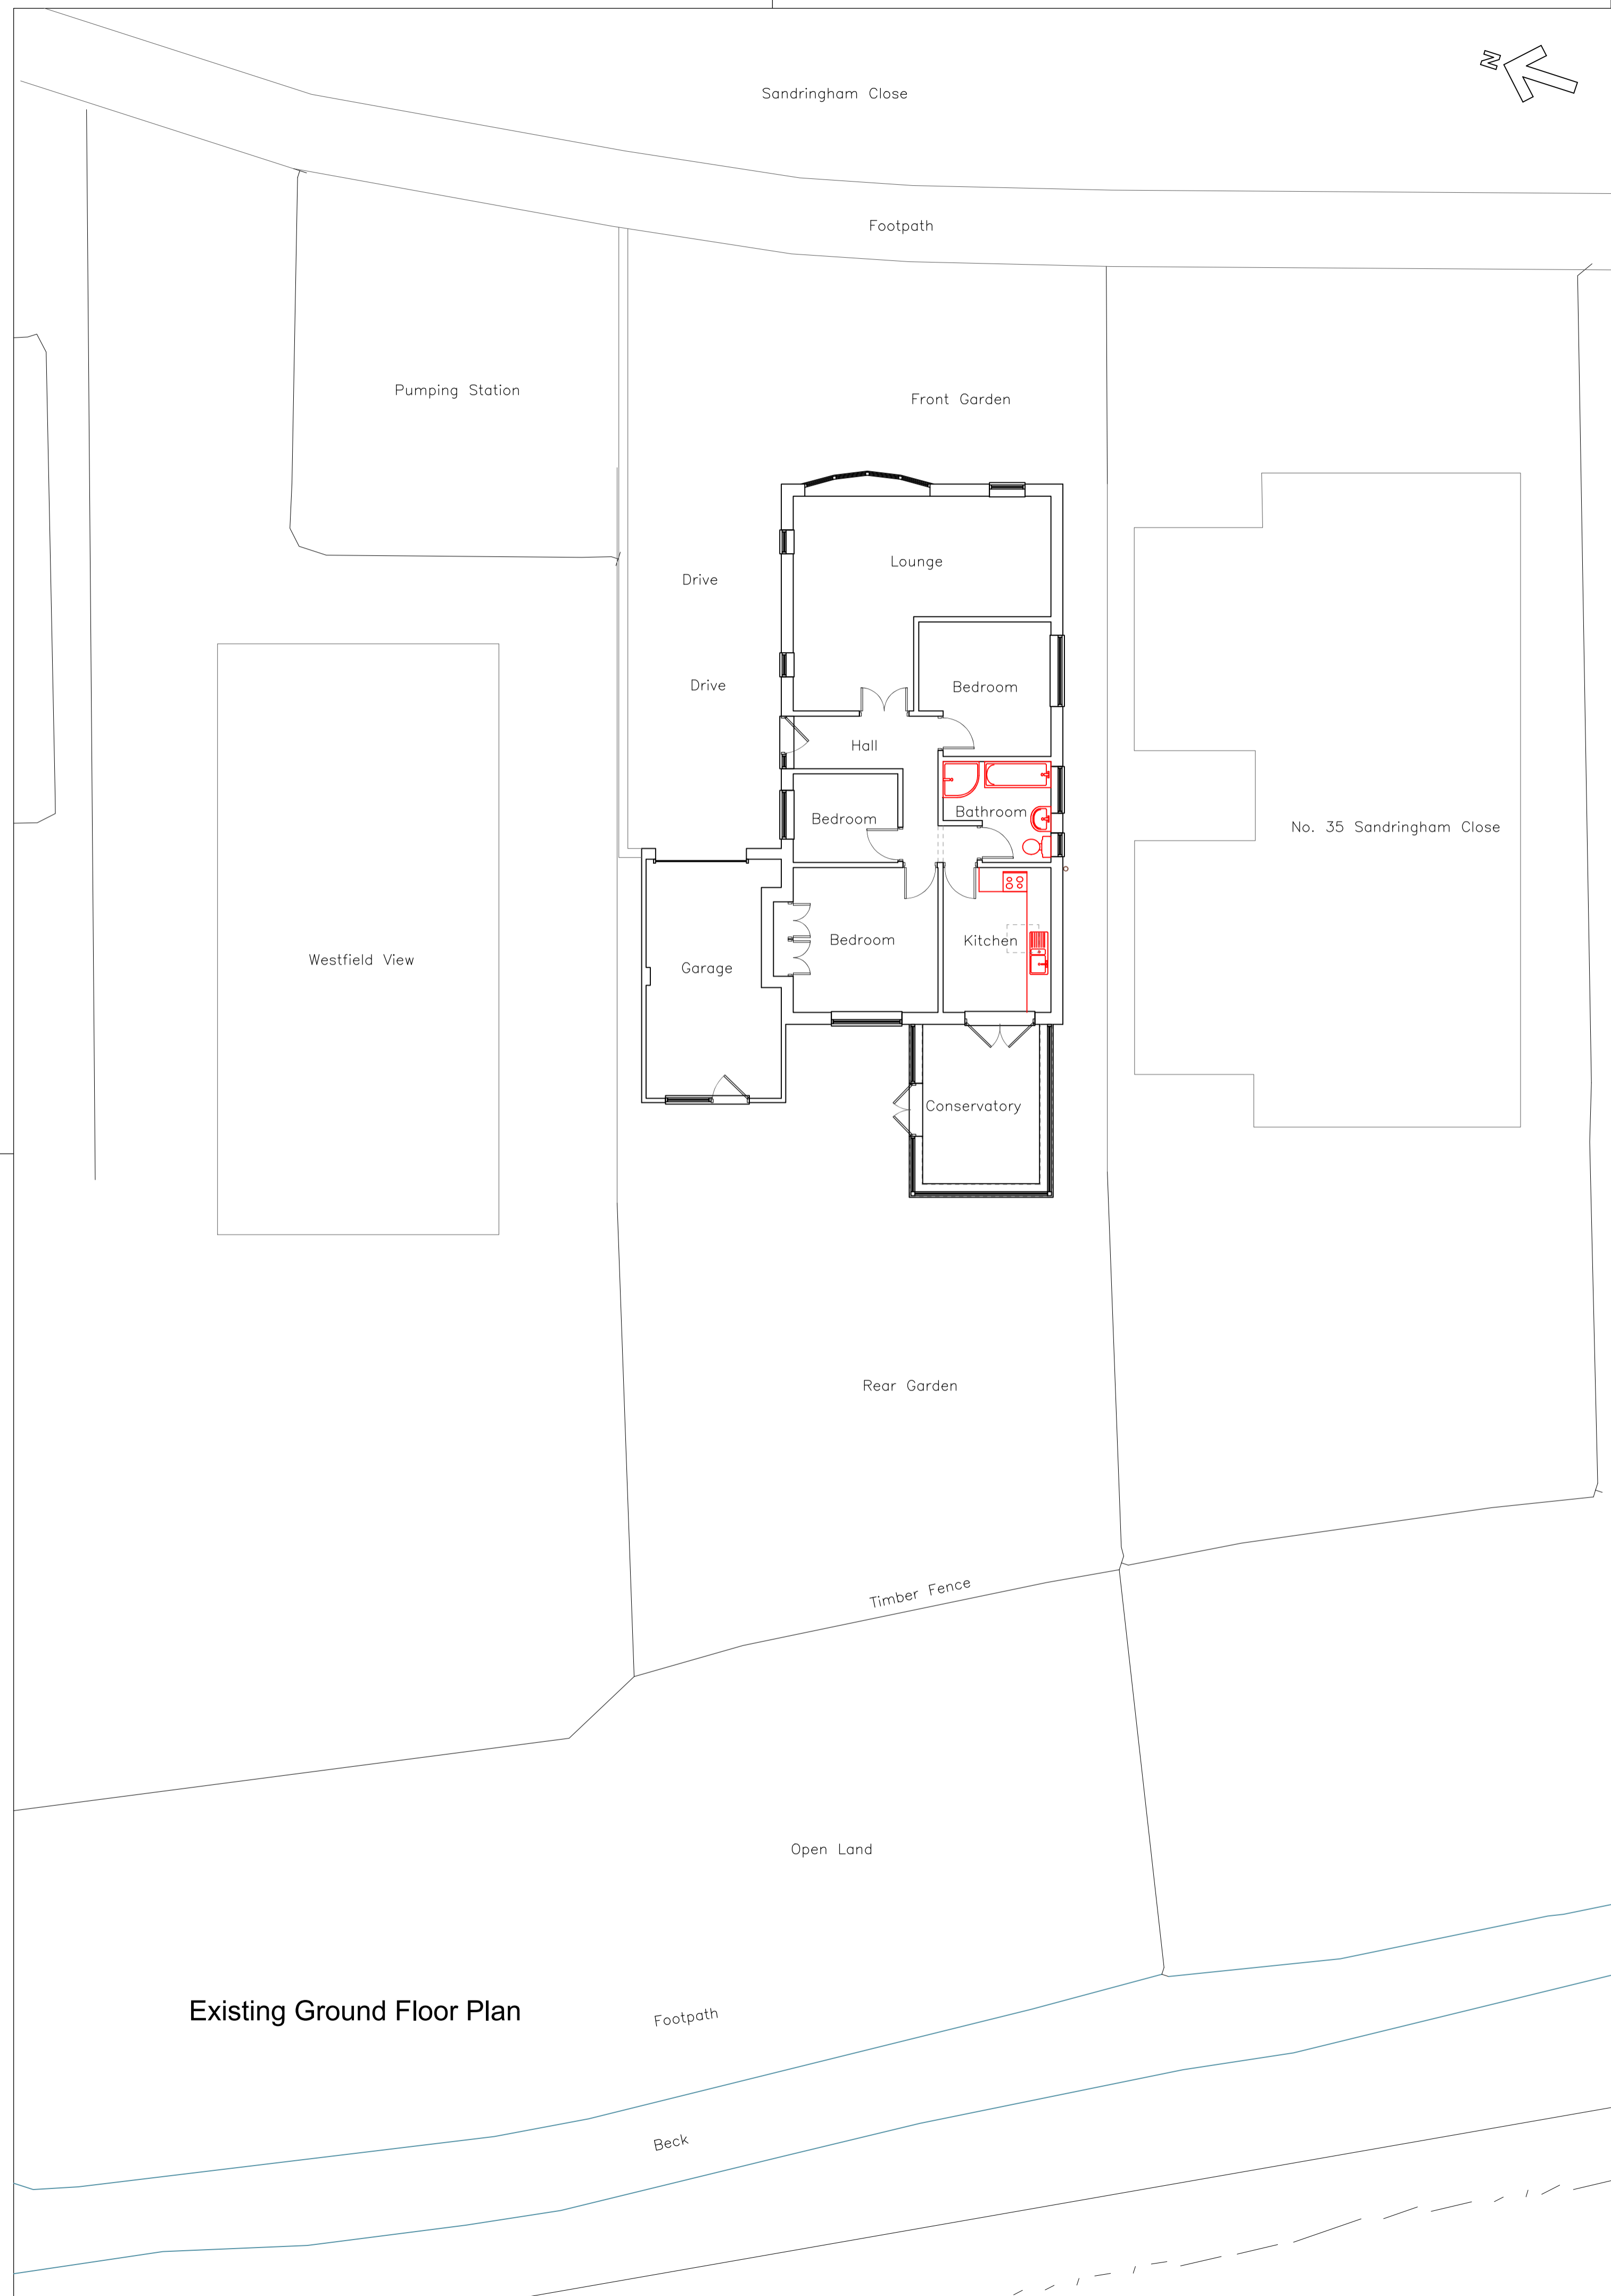 N
Sandringham Close
Footpath
Pumping Station
Front Garden
Lounge
Drive
Drive
Bedroom
Hall
Bathroom
Bedroom
No. 35 Sandringham Close
Bedroom
Kitchen
Westfield View
Garage
Conservatory
Rear Garden
Timber Fence
Open Land
Existing Ground Floor Plan
Footpath
Beck